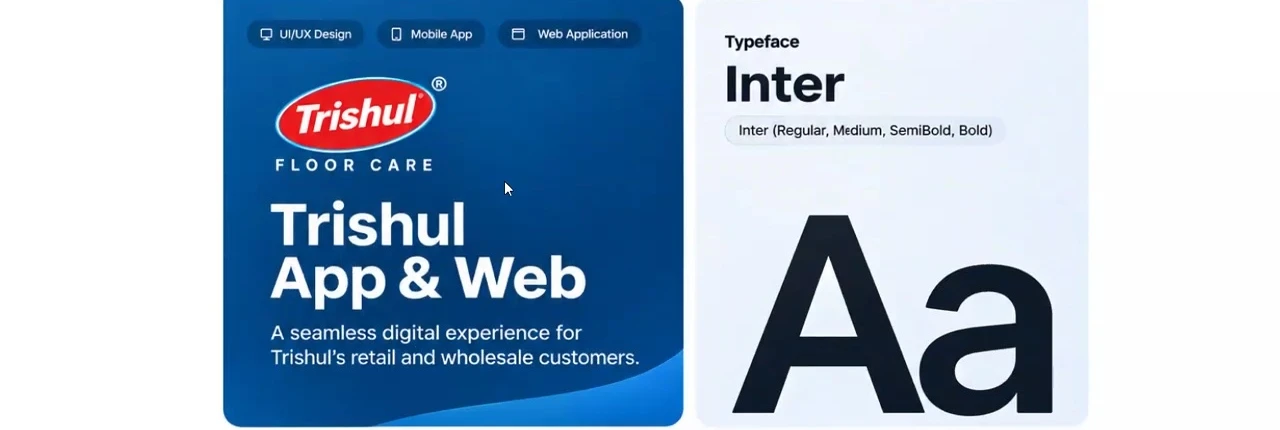 UI/UX Design
Mobile App
Web Application
Trishul®
®
FLOOR CARE
Trishul
App & Web
A seamless digital experience for
Trishul's retail and wholesale customers.
Typeface
Inter
Inter (Regular, Medium, SemiBold, Bold)
Aa